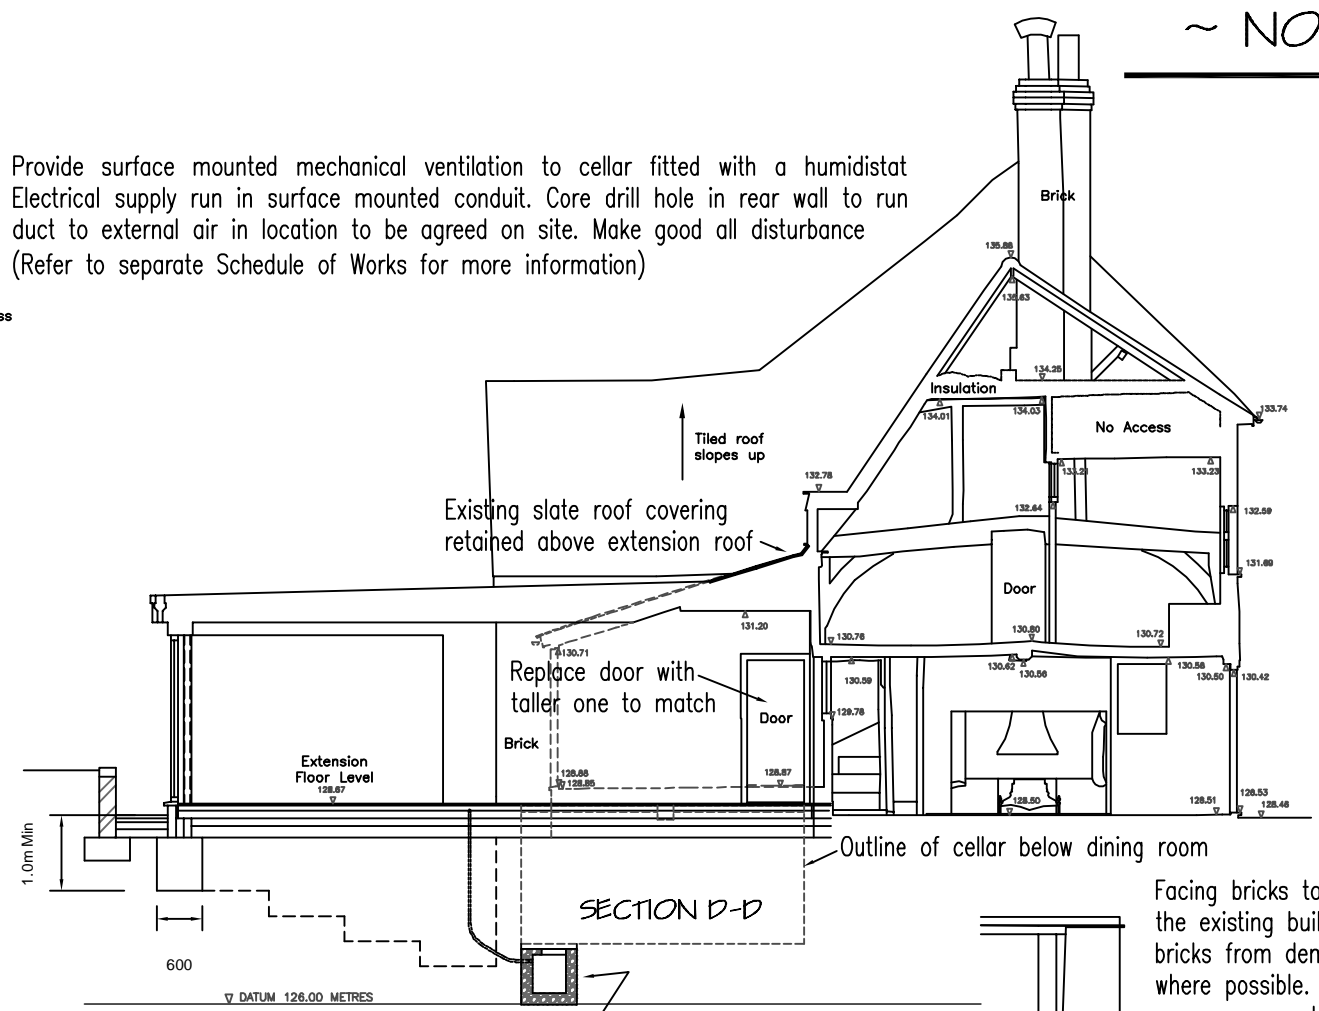 ~ NO
Provide surface mounted mechanical ventilation to cellar fitted with a humidistat
Electrical supply run in surface mounted conduit. Core drill hole in rear wall to run
duct to external air in location to be agreed on site. Make good all disturbance
(Refer to separate Schedule of Works for more information)
ss
Brick
135.88
135.63
134.25
Insulation
134.01
134.03
133.74
No Access
Tiled roof
slopes up
133.21
133.23
132.78
132.64
132.59
Existing slate roof covering
retained above extension roof
131.69
Door
131.20
130.76
130.80
130.72
130.71
130.59
130.62
130.56
130.58
130.50
130.42
Replace door with
taller one to match
129.78
Door
Brick
Extension
Floor Level
128.67
128.88
128.85
128.87
128.50
128.51
128.53
128.46
1.0m Min
Outline of cellar below dining room
SECTION D-D
600
DATUM 126.00 METRES
Facing bricks to
the existing buil
bricks from dem
where possible.